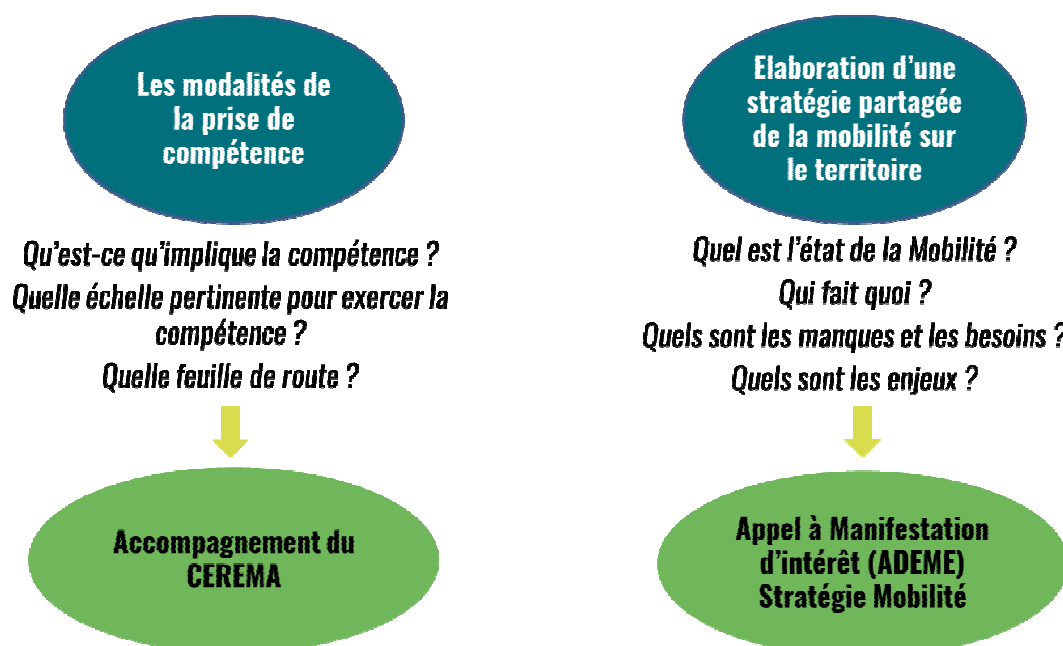 Les modalités de
la prise de
compétence
Qu'est-ce qu'implique la compétence ?
Quelle échelle pertinente pour exercer la
compétence ?
Quelle feuille de route ?
Accompagnement du
CEREMA
Elaboration d'une
stratégie partagée
de la mobilité sur
le territoire
Quel est l'état de la Mobilité ?
Qui fait quoi ?
Quels sont les manques et les besoins ?
Quels sont les enjeux ?
Appel à Manifestation
d'intérêt (ADEME)
Stratégie Mobilité